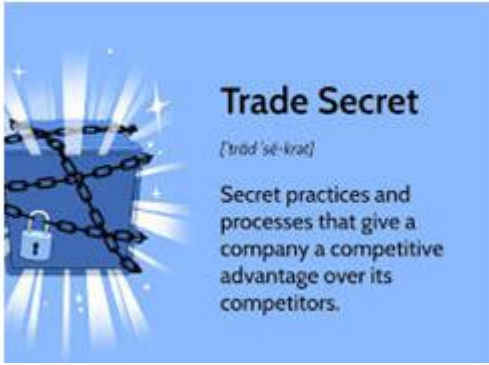 Trade Secret
['trād 'sē-krət]
Secret practices and
processes that give a
company a competitive
advantage over its
competitors.